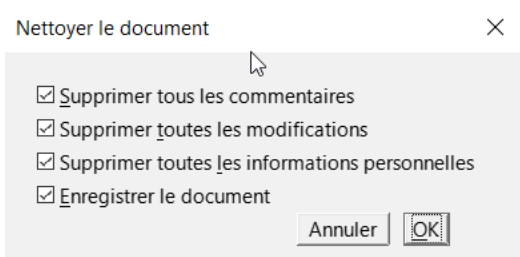 Nettoyer le document
Supprimer tous les commentaires
Supprimer toutes les modifications
Supprimer toutes les informations personnelles
Enregistrer le document
Annuler OK